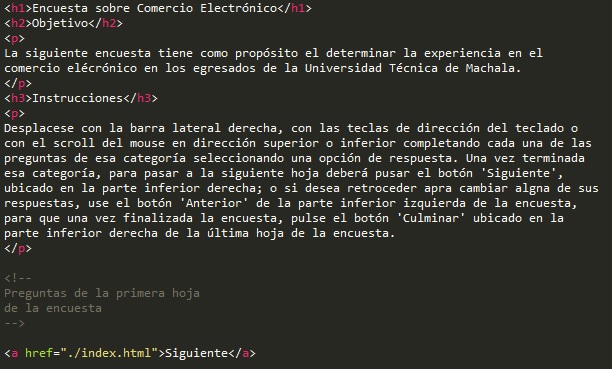 <h1>Encuesta sobre Comercio Electrónico</h1>
<h2>Objetivo</h2>
<p>
La siguiente encuesta tiene como propósito el determinar la experiencia en el
comercio elécrónico en los egresados de la Universidad Técnica de Machala.
</p>
<h3>Instrucciones</h3>
<p>
Desplacese con la barra lateral derecha, con las teclas de dirección del teclado o
con el scroll del mouse en dirección superior o inferior completando cada una de las
preguntas de esa categoría seleccionando una opción de respuesta. Una vez terminada
esa categoría, para pasar a la siguiente hoja deberá pusar el botón 'Siguiente',
ubicado en la parte inferior derecha; o si desea retroceder apra cambiar algna de sus
respuestas, use el botón 'Anterior' de la parte inferior izquierda de la encuesta,
para que una vez finalizada la encuesta, pulse el botón 'Culminar' ubicado en la
parte inferior derecha de la última hoja de la encuesta.
</p>
<!--
Preguntas de la primera hoja
de la encuesta
-->
<a href="./index.html">Siguiente</a>